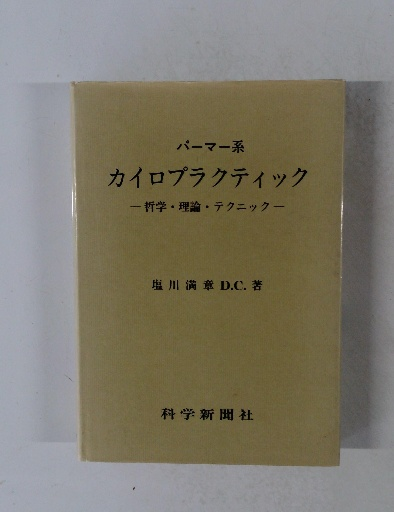 パーマー系
カイロプラクティック
―哲学・理論・テクニック―
塩川満章 D.C. 著
科学新聞社